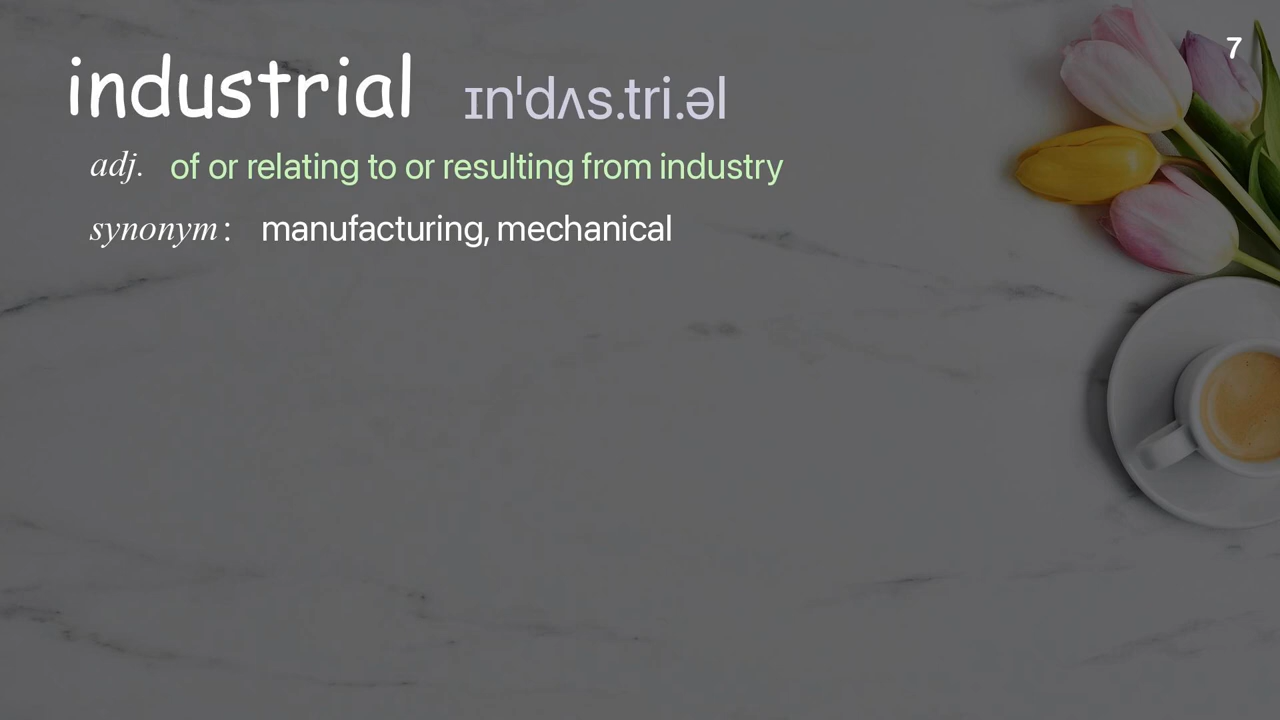 7
industrial ɪnˈdʌs.tri.əl
adj. of or relating to or resulting from industry
synonym: manufacturing, mechanical